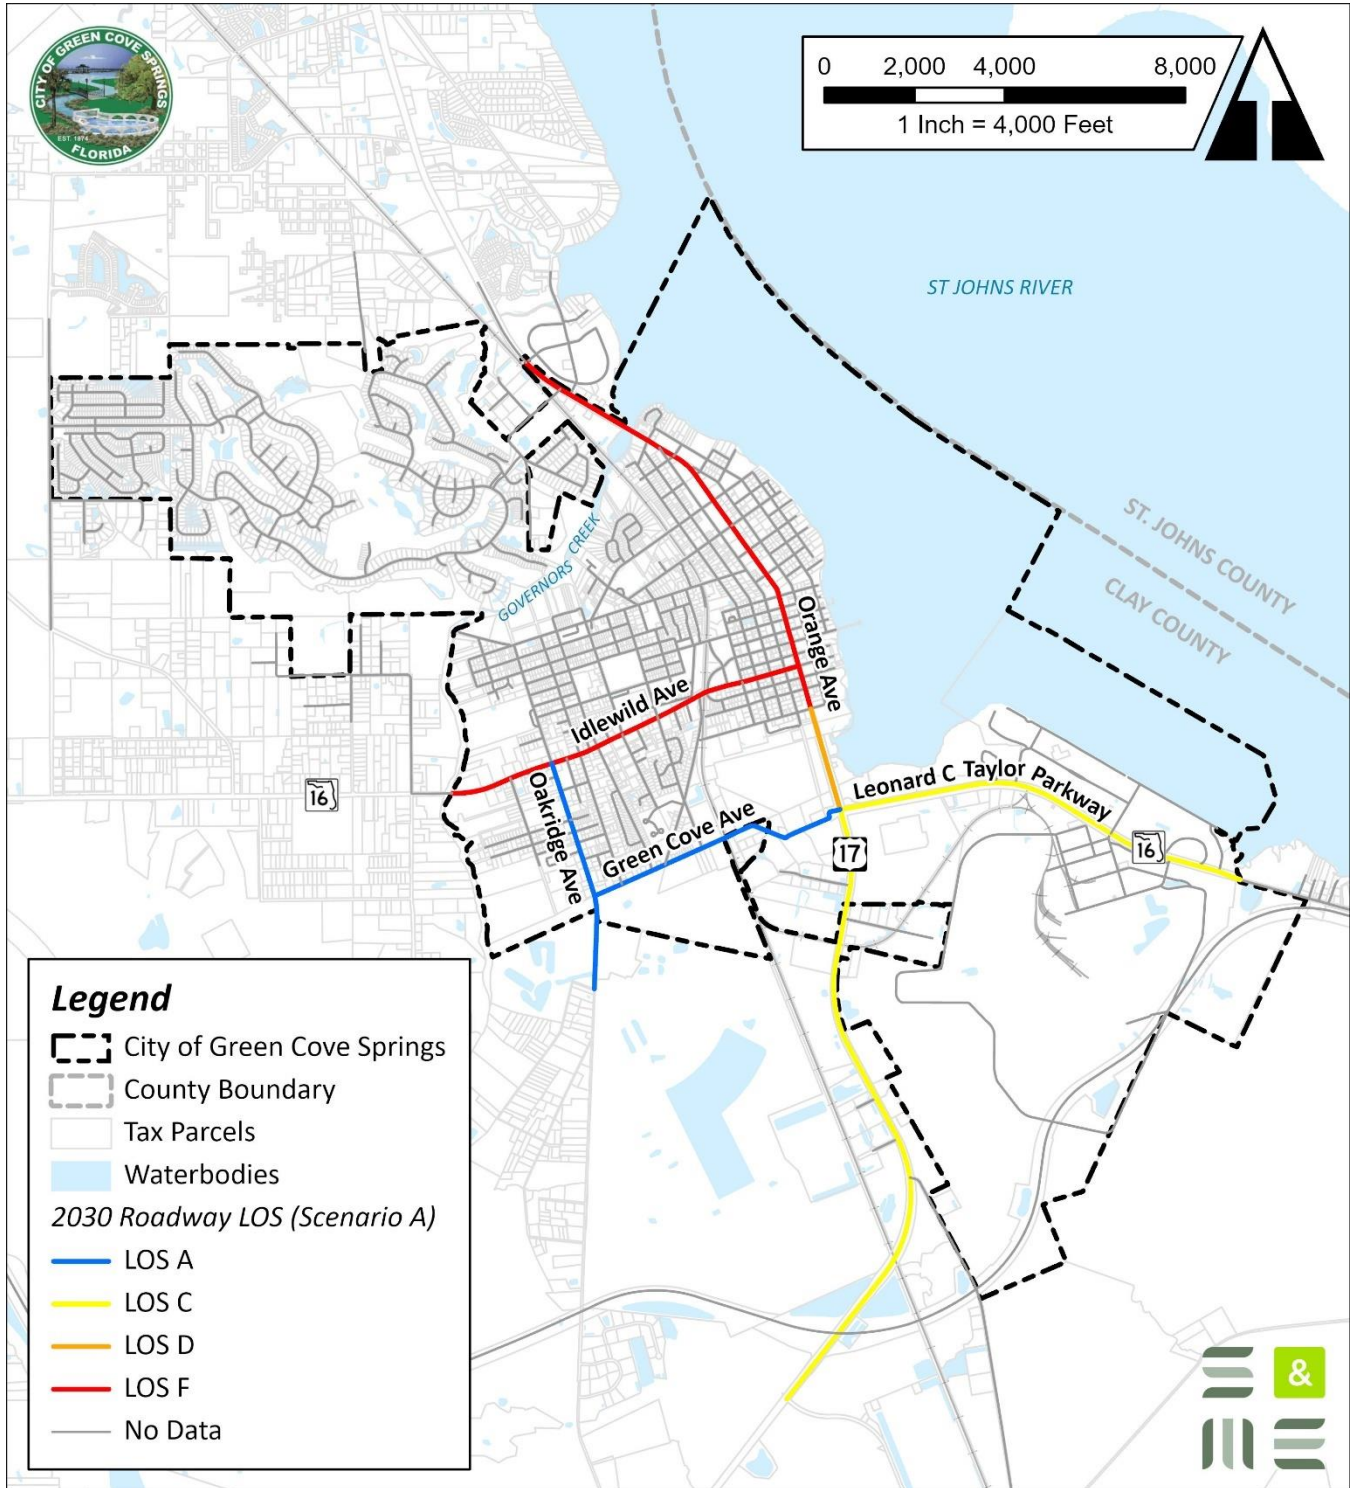 CITY OF GREEN COVE SPRINGS
EST. 1874
FLORIDA
0 2,000 4,000 8,000
1 Inch = 4,000 Feet
ST JOHNS RIVER
ST. JOHNS COUNTY
CLAY COUNTY
GOVERNORS CREEK
Orange Ave
Idlewild Ave
Oakridge Ave
Green Cove Ave
Leonard C Taylor Parkway
16
17
16
Legend
City of Green Cove Springs
County Boundary
Tax Parcels
Waterbodies
2030 Roadway LOS (Scenario A)
LOS A
LOS C
LOS D
LOS F
No Data
S&
ME